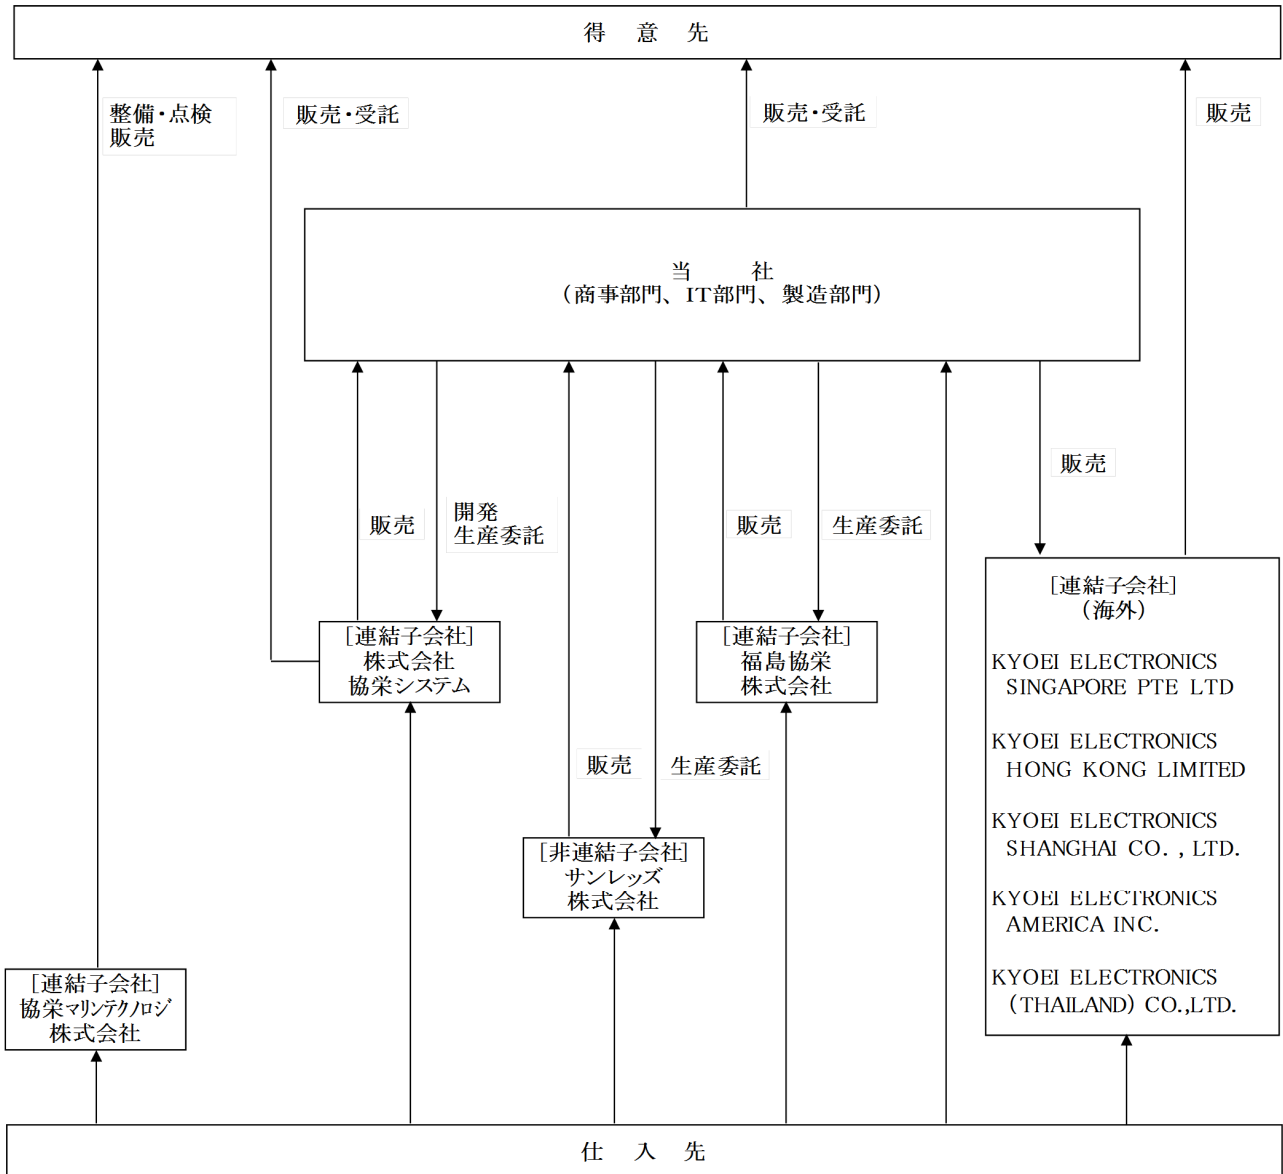 得 意 先
整備・点検
販売
販売・受託
販売・受託
販売
当 社
（商事部門、IT部門、製造部門）
販売
販売
開発
生産委託
販売
生産委託
[連結子会社]
（海外）
KYOEI ELECTRONICS
SINGAPORE PTE LTD
KYOEI ELECTRONICS
HONG KONG LIMITED
KYOEI ELECTRONICS
SHANGHAI CO. , LTD.
KYOEI ELECTRONICS
AMERICA INC.
KYOEI ELECTRONICS
(THAILAND) CO.,LTD.
[連結子会社]
株式会社
協栄システム
[連結子会社]
福島協栄
株式会社
販売
生産委託
[非連結子会社]
サンレッズ
株式会社
[連結子会社]
協栄ﾏﾘﾝﾃｸﾉﾛｼﾞ
株式会社
仕 入 先